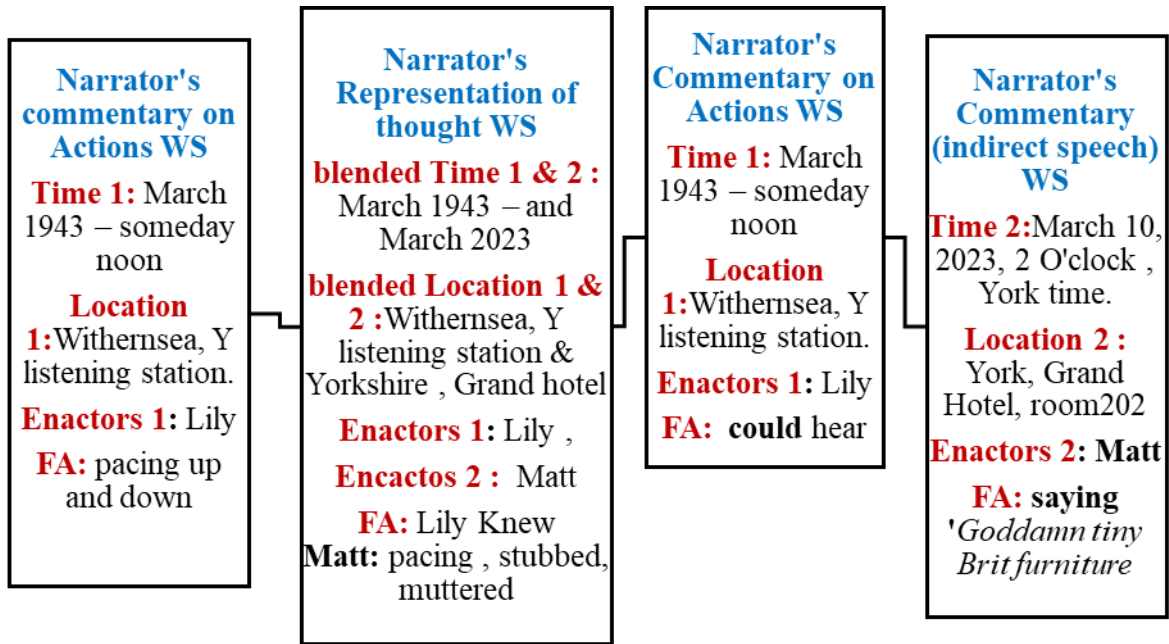 Narrator's
commentary on
Actions WS
Time 1: March
1943 – someday
noon
Location
1:Withernsea, Y
listening station.
Enactors 1: Lily
FA: pacing up
and down
Narrator's
Representation of
thought WS
blended Time 1 & 2 :
March 1943 – and
March 2023
blended Location 1 &
2 :Withernsea, Y
listening station &
Yorkshire , Grand hotel
Enactors 1: Lily ,
Encactos 2 : Matt
FA: Lily Knew
Matt: pacing , stubbed,
muttered
Narrator's
Commentary on
Actions WS
Time 1: March
1943 – someday
noon
Location
1:Withernsea, Y
listening station.
Enactors 1: Lily
FA: could hear
Narrator's
Commentary
(indirect speech)
WS
Time 2:March 10,
2023, 2 O'clock ,
York time.
Location 2 :
York, Grand
Hotel, room202
Enactors 2: Matt
FA: saying
'Goddamn tiny
Brit furniture